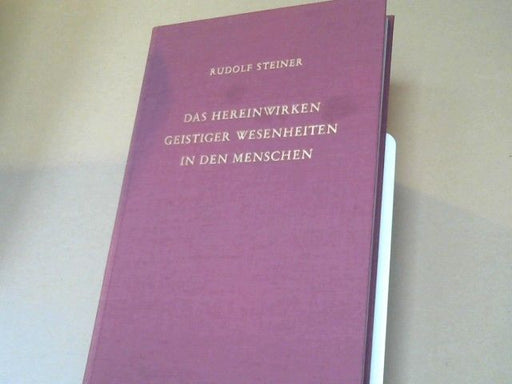 RUDOLF STEINER
DAS HEREINWIRKEN
GEISTIGER WESENHEITEN
IN DEN MENSCHEN